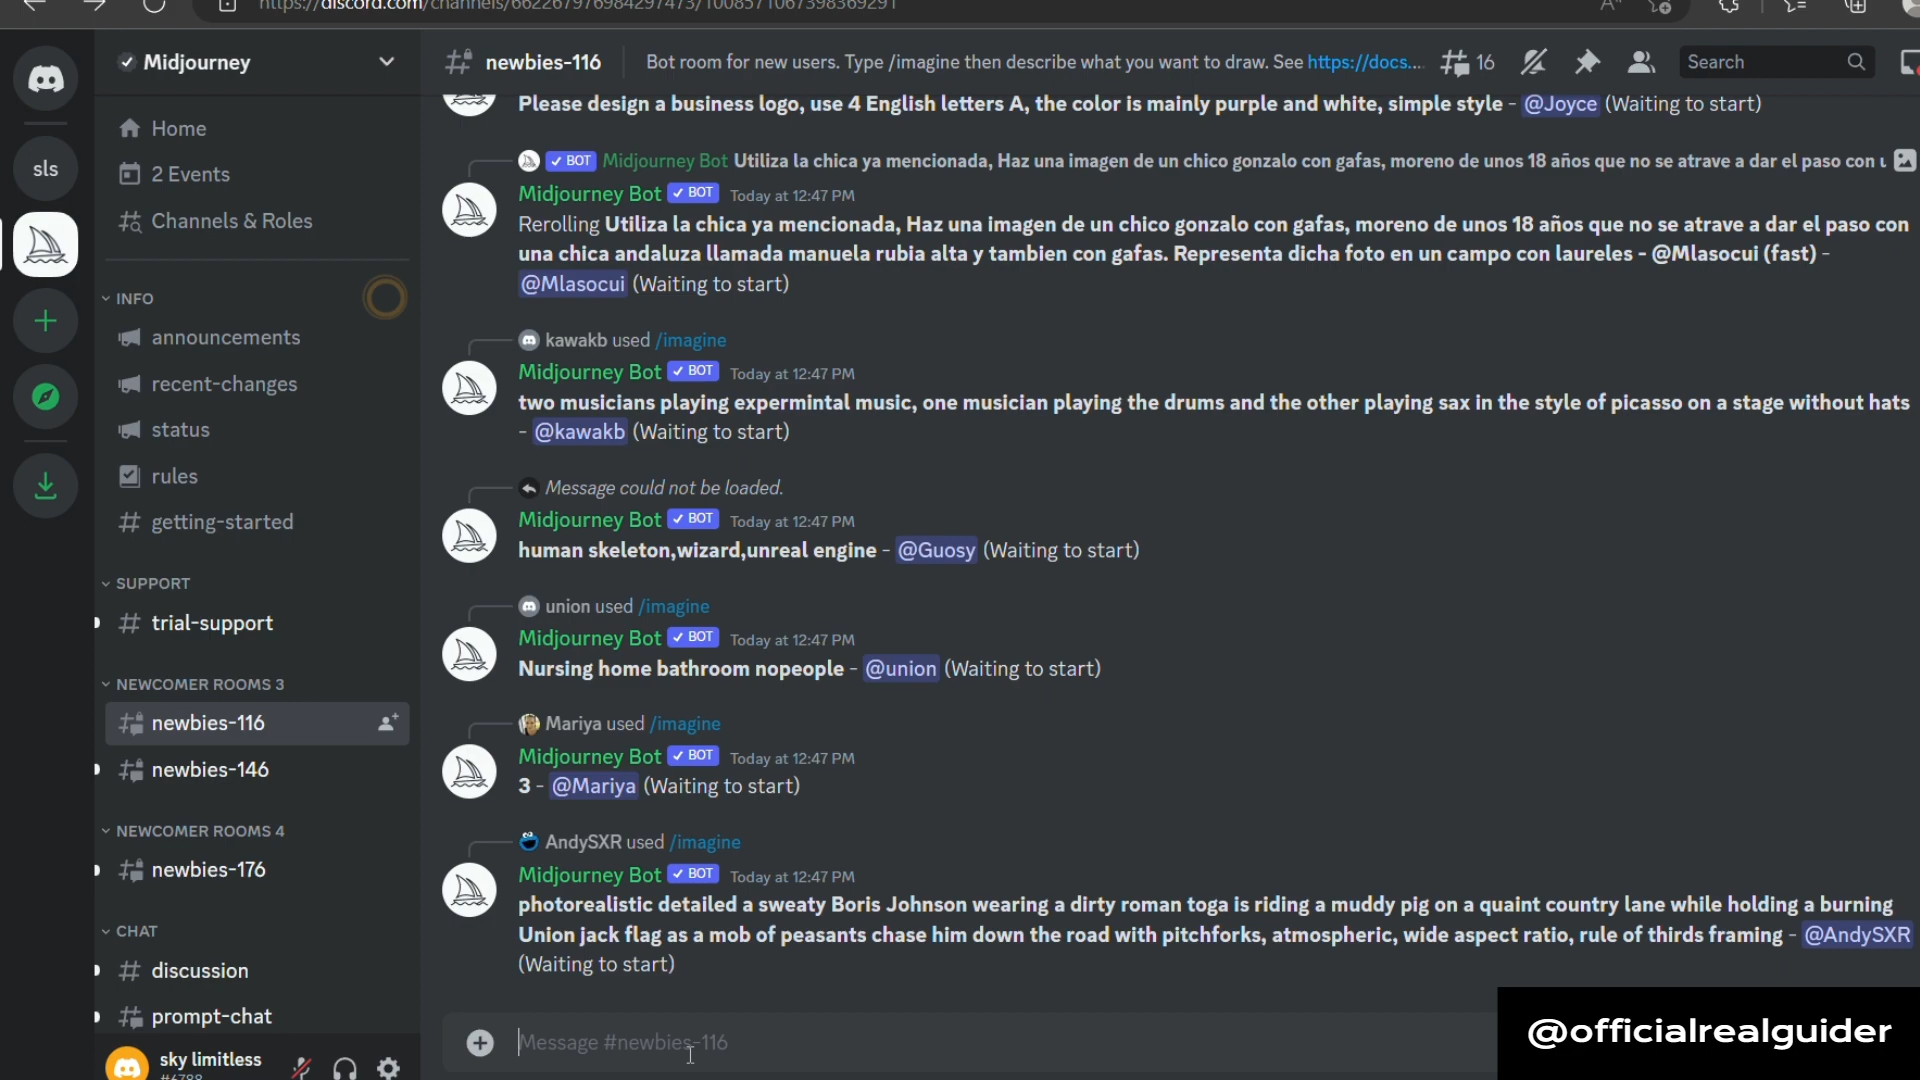 https://discord.com/channels/662267976984297473/1008571067398369291
Midjourney
Home
2 Events
Channels & Roles
INFO
announcements
recent-changes
status
rules
getting-started
SUPPORT
trial-support
NEWCOMER ROOMS 3
newbies-116
newbies-146
NEWCOMER ROOMS 4
newbies-176
CHAT
discussion
prompt-chat
sky limitless
#6788
sls
newbies-116
Bot room for new users. Type /imagine then describe what you want to draw. See https://docs....
16
Search
Please design a business logo, use 4 English letters A, the color is mainly purple and white, simple style - @Joyce (Waiting to start)
BOT Midjourney Bot Utiliza la chica ya mencionada, Haz una imagen de un chico gonzalo con gafas, moreno de unos 18 años que no se atrave a dar el paso con
Midjourney Bot BOT Today at 12:47 PM
Rerolling Utiliza la chica ya mencionada, Haz una imagen de un chico gonzalo con gafas, moreno de unos 18 años que no se atrave a dar el paso con
una chica andaluza llamada manuela rubia alta y tambien con gafas. Representa dicha foto en un campo con laureles - @Mlasocui (fast) -
@Mlasocui (Waiting to start)
kawakb used /imagine
Midjourney Bot BOT Today at 12:47 PM
two musicians playing expermintal music, one musician playing the drums and the other playing sax in the style of picasso on a stage without hats
- @kawakb (Waiting to start)
Message could not be loaded.
Midjourney Bot BOT Today at 12:47 PM
human skeleton,wizard,unreal engine - @Guosy (Waiting to start)
union used /imagine
Midjourney Bot BOT Today at 12:47 PM
Nursing home bathroom nopeople - @union (Waiting to start)
Mariya used /imagine
Midjourney Bot BOT Today at 12:47 PM
3 - @Mariya (Waiting to start)
AndySXR used /imagine
Midjourney Bot BOT Today at 12:47 PM
photorealistic detailed a sweaty Boris Johnson wearing a dirty roman toga is riding a muddy pig on a quaint country lane while holding a burning
Union jack flag as a mob of peasants chase him down the road with pitchforks, atmospheric, wide aspect ratio, rule of thirds framing - @AndySXR
(Waiting to start)
Message #newbies-116
@officialrealguider